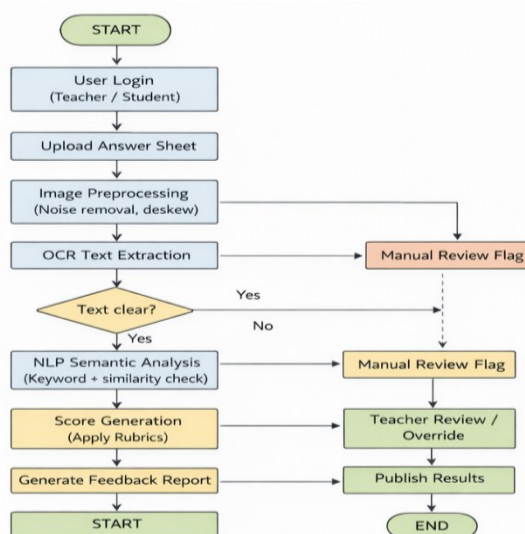 START
User Login
(Teacher / Student)
Upload Answer Sheet
Image Preprocessing
(Noise removal, deskew)
OCR Text Extraction
Manual Review Flag
Text clear?
Yes
No
Yes
NLP Semantic Analysis
(Keyword + similarity check)
Manual Review Flag
Score Generation
(Apply Rubrics)
Teacher Review /
Override
Generate Feedback Report
Publish Results
START
END